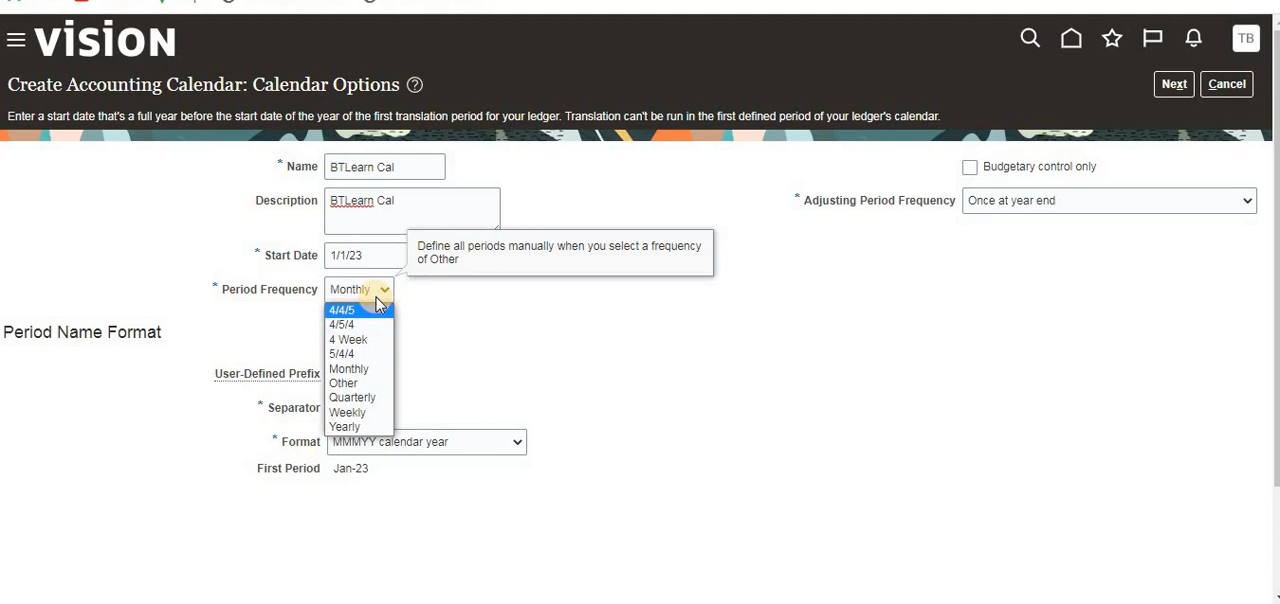 vision
TB
Create Accounting Calendar: Calendar Options ?
Next
Cancel
Enter a start date that's a full year before the start date of the year of the first translation period for your ledger. Translation can't be run in the first defined period of your ledger's calendar.
* Name BTLearn Cal
Budgetary control only
Description BTLearn Cal
* Adjusting Period Frequency Once at year end
* Start Date 1/1/23
Define all periods manually when you select a frequency
of Other
* Period Frequency Monthly
4/4/5
4/5/4
4 Week
5/4/4
Monthly
Other
Quarterly
Weekly
Yearly
Period Name Format
User-Defined Prefix
* Separator
* Format MMMYY calendar year
First Period Jan-23